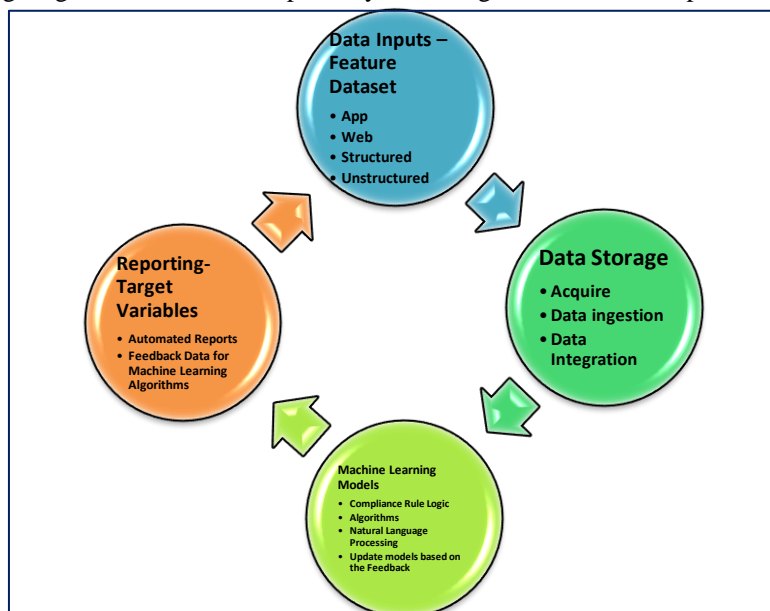 Data Inputs –
Feature
Dataset
• App
• Web
• Structured
• Unstructured
Data Storage
• Acquire
• Data ingestion
• Data
Integration
Machine Learning
Models
• Compliance Rule Logic
• Algorithms
• Natural Language
Processing
• Update models based on
the Feedback
Reporting-
Target
Variables
• Automated Reports
• Feedback Data for
Machine Learning
Algorithms